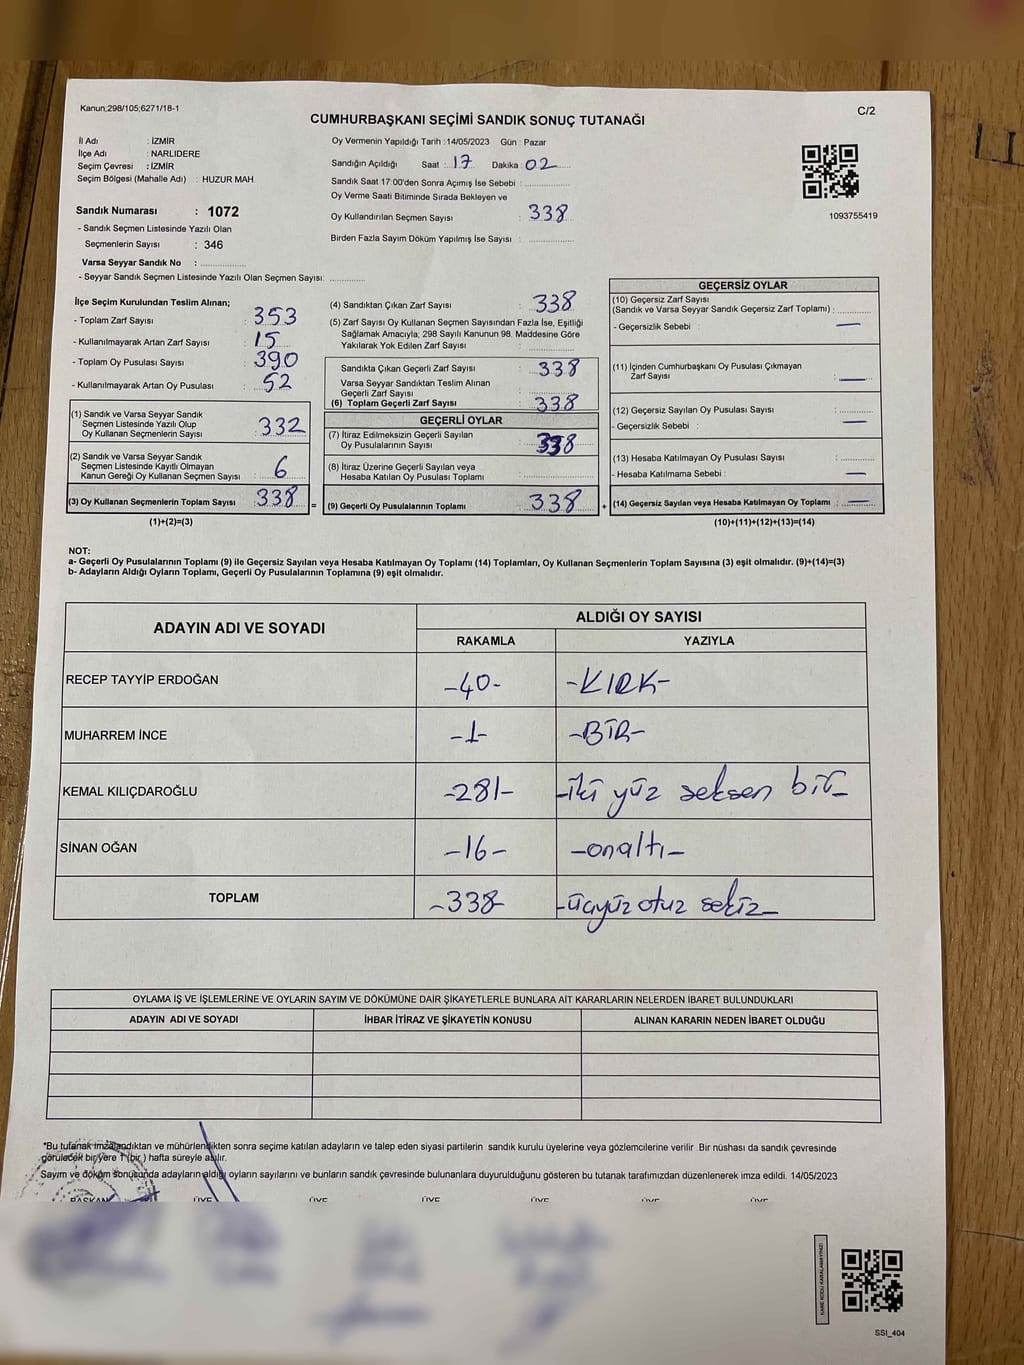 Kanun;298/105;6271/18-1
C/2
CUMHURBAŞKANI SEÇİMİ SANDIK SONUÇ TUTANAĞI
İl Adı : İZMİR
İlçe Adı : NARLIDERE
Seçim Çevresi : İZMİR
Seçim Bölgesi (Mahalle Adı) : HUZUR MAH.
Sandık Numarası : 1072
- Sandık Seçmen Listesinde Yazılı Olan
Seçmenlerin Sayısı : 346
Varsa Seyyar Sandık No : ...............
- Seyyar Sandık Seçmen Listesinde Yazılı Olan Seçmen Sayısı: ............
Oy Vermenin Yapıldığı Tarih :14/05/2023 Gün : Pazar
Sandığın Açıldığı Saat : 17 Dakika : 02
Sandık Saat 17:00'den Sonra Açımış İse Sebebi : ...............
Oy Verme Saati Bitiminde Sırada Bekleyen ve
Oy Kullandırılan Seçmen Sayısı : 338
Birden Fazla Sayım Döküm Yapılmış İse Sayısı : ...............
1093755419
İlçe Seçim Kurulundan Teslim Alınan;
- Toplam Zarf Sayısı : 353
- Kullanılmayarak Artan Zarf Sayısı : 15
- Toplam Oy Pusulası Sayısı : 390
- Kullanılmayarak Artan Oy Pusulası : 52
(1) Sandık ve Varsa Seyyar Sandık
Seçmen Listesinde Yazılı Olup
Oy Kullanan Seçmenlerin Sayısı : 332
(2) Sandık ve Varsa Seyyar Sandık
Seçmen Listesinde Kayıtlı Olmayan
Kanun Gereği Oy Kullanan Seçmen Sayısı : 6
(3) Oy Kullanan Seçmenlerin Toplam Sayısı : 338
(1)+(2)=(3)
(4) Sandıktan Çıkan Zarf Sayısı : 338
(5) Zarf Sayısı Oy Kullanan Seçmen Sayısından Fazla İse, Eşitliği
Sağlamak Amacıyla, 298 Sayılı Kanunun 98. Maddesine Göre
Yakılarak Yok Edilen Zarf Sayısı : ...............
Sandıkta Çıkan Geçerli Zarf Sayısı : 338
Varsa Seyyar Sandıktan Teslim Alınan
Geçerli Zarf Sayısı : ...............
(6) Toplam Geçerli Zarf Sayısı : 338
GEÇERLİ OYLAR
(7) İtiraz Edilmeksizin Geçerli Sayılan
Oy Pusulalarının Sayısı : 338
(8) İtiraz Üzerine Geçerli Sayılan veya
Hesaba Katılan Oy Pusulası Toplamı : ...............
= (9) Geçerli Oy Pusulalarının Toplamı : 338 +
GEÇERSİZ OYLAR
(10) Geçersiz Zarf Sayısı
(Sandık ve Varsa Seyyar Sandık Geçersiz Zarf Toplamı) : ............
- Geçersizlik Sebebi : —
(11) İçinden Cumhurbaşkanı Oy Pusulası Çıkmayan
Zarf Sayısı : —
(12) Geçersiz Sayılan Oy Pusulası Sayısı : ............
- Geçersizlik Sebebi : —
(13) Hesaba Katılmayan Oy Pusulası Sayısı : ............
- Hesaba Katılmama Sebebi : —
(14) Geçersiz Sayılan veya Hesaba Katılmayan Oy Toplamı : —
(10)+(11)+(12)+(13)=(14)
NOT:
a- Geçerli Oy Pusulalarının Toplamı (9) ile Geçersiz Sayılan veya Hesaba Katılmayan Oy Toplamı (14) Toplamları, Oy Kullanan Seçmenlerin Toplam Sayısına (3) eşit olmalıdır. (9)+(14)=(3)
b- Adayların Aldığı Oyların Toplamı, Geçerli Oy Pusulalarının Toplamına (9) eşit olmalıdır.
ADAYIN ADI VE SOYADI
ALDIĞI OY SAYISI
RAKAMLA YAZIYLA
RECEP TAYYİP ERDOĞAN -40- -KIRK-
MUHARREM İNCE -1- -BİR-
KEMAL KILIÇDAROĞLU -281- -iki yüz seksen bir-
SİNAN OĞAN -16- -onaltı-
TOPLAM -338- -üçyüz otuz sekiz-
OYLAMA İŞ VE İŞLEMLERİNE VE OYLARIN SAYIM VE DÖKÜMÜNE DAİR ŞİKAYETLERLE BUNLARA AİT KARARLARIN NELERDEN İBARET BULUNDUKLARI
ADAYIN ADI VE SOYADI İHBAR İTİRAZ VE ŞİKAYETİN KONUSU ALINAN KARARIN NEDEN İBARET OLDUĞU
*Bu tutanak imzalandıktan ve mühürlendikten sonra seçime katılan adayların ve talep eden siyasi partilerin sandık kurulu üyelerine veya gözlemcilerine verilir. Bir nüshası da sandık çevresinde
görülecek bir yere 1 (bir ) hafta süreyle asılır.
Sayım ve döküm sonucunda adayların aldığı oyların sayılarını ve bunların sandık çevresinde bulunanlara duyurulduğunu gösteren bu tutanak tarafımızdan düzenlenerek imza edildi. 14/05/2023
BAŞKAN ÜYE ÜYE ÜYE ÜYE ÜYE ÜYE
KARE KODU KARALAMAYINIZ!
SSI_404